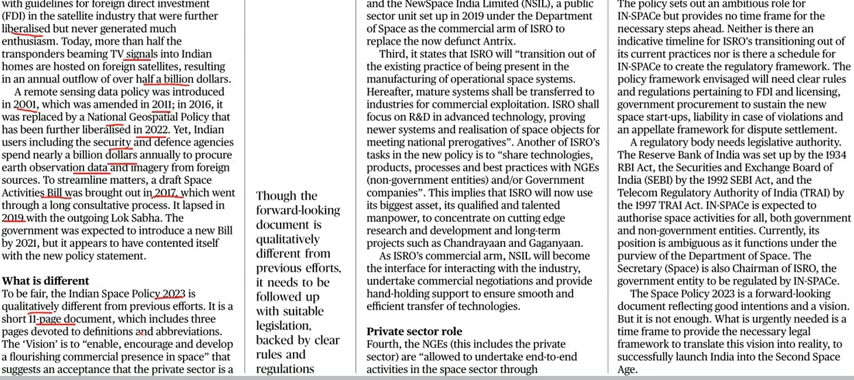 with guidelines for foreign direct investment
(FDI) in the satellite industry that were further
liberalised but never generated much
enthusiasm. Today, more than half the
transponders beaming TV signals into Indian
homes are hosted on foreign satellites, resulting
in an annual outflow of over half a billion dollars.
A remote sensing data policy was introduced
in 2001, which was amended in 2011; in 2016, it
was replaced by a National Geospatial Policy that
has been further liberalised in 2022. Yet, Indian
users including the security and defence agencies
spend nearly a billion dollars annually to procure
earth observation data and imagery from foreign
sources. To streamline matters, a draft Space
Activities Bill was brought out in 2017, which went
through a long consultative process. It lapsed in
2019 with the outgoing Lok Sabha. The
government was expected to introduce a new Bill
by 2021, but it appears to have contented itself
with the new policy statement.
What is different
To be fair, the Indian Space Policy 2023 is
qualitatively different from previous efforts. It is a
short 11-page document, which includes three
pages devoted to definitions and abbreviations.
The ‘Vision’ is to “enable, encourage and develop
a flourishing commercial presence in space” that
suggests an acceptance that the private sector is a
Though the
forward-looking
document is
qualitatively
different from
previous efforts,
it needs to be
followed up
with suitable
legislation,
backed by clear
rules and
regulations
and the NewSpace India Limited (NSIL), a public
sector unit set up in 2019 under the Department
of Space as the commercial arm of ISRO to
replace the now defunct Antrix.
Third, it states that ISRO will “transition out of
the existing practice of being present in the
manufacturing of operational space systems.
Hereafter, mature systems shall be transferred to
industries for commercial exploitation. ISRO shall
focus on R&D in advanced technology, proving
newer systems and realisation of space objects for
meeting national prerogatives”. Another of ISRO’s
tasks in the new policy is to “share technologies,
products, processes and best practices with NGEs
(non-government entities) and/or Government
companies”. This implies that ISRO will now use
its biggest asset, its qualified and talented
manpower, to concentrate on cutting edge
research and development and long-term
projects such as Chandrayaan and Gaganyaan.
As ISRO’s commercial arm, NSIL will become
the interface for interacting with the industry,
undertake commercial negotiations and provide
hand-holding support to ensure smooth and
efficient transfer of technologies.
Private sector role
Fourth, the NGEs (this includes the private
sector) are “allowed to undertake end-to-end
activities in the space sector through
The policy sets out an ambitious role for
IN-SPACe but provides no time frame for the
necessary steps ahead. Neither is there an
indicative timeline for ISRO’s transitioning out of
its current practices nor is there a schedule for
IN-SPACe to create the regulatory framework. The
policy framework envisaged will need clear rules
and regulations pertaining to FDI and licensing,
government procurement to sustain the new
space start-ups, liability in case of violations and
an appellate framework for dispute settlement.
A regulatory body needs legislative authority.
The Reserve Bank of India was set up by the 1934
RBI Act, the Securities and Exchange Board of
India (SEBI) by the 1992 SEBI Act, and the
Telecom Regulatory Authority of India (TRAI) by
the 1997 TRAI Act. IN-SPACe is expected to
authorise space activities for all, both government
and non-government entities. Currently, its
position is ambiguous as it functions under the
purview of the Department of Space. The
Secretary (Space) is also Chairman of ISRO, the
government entity to be regulated by IN-SPACe.
The Space Policy 2023 is a forward-looking
document reflecting good intentions and a vision.
But it is not enough. What is urgently needed is a
time frame to provide the necessary legal
framework to translate this vision into reality, to
successfully launch India into the Second Space
Age.